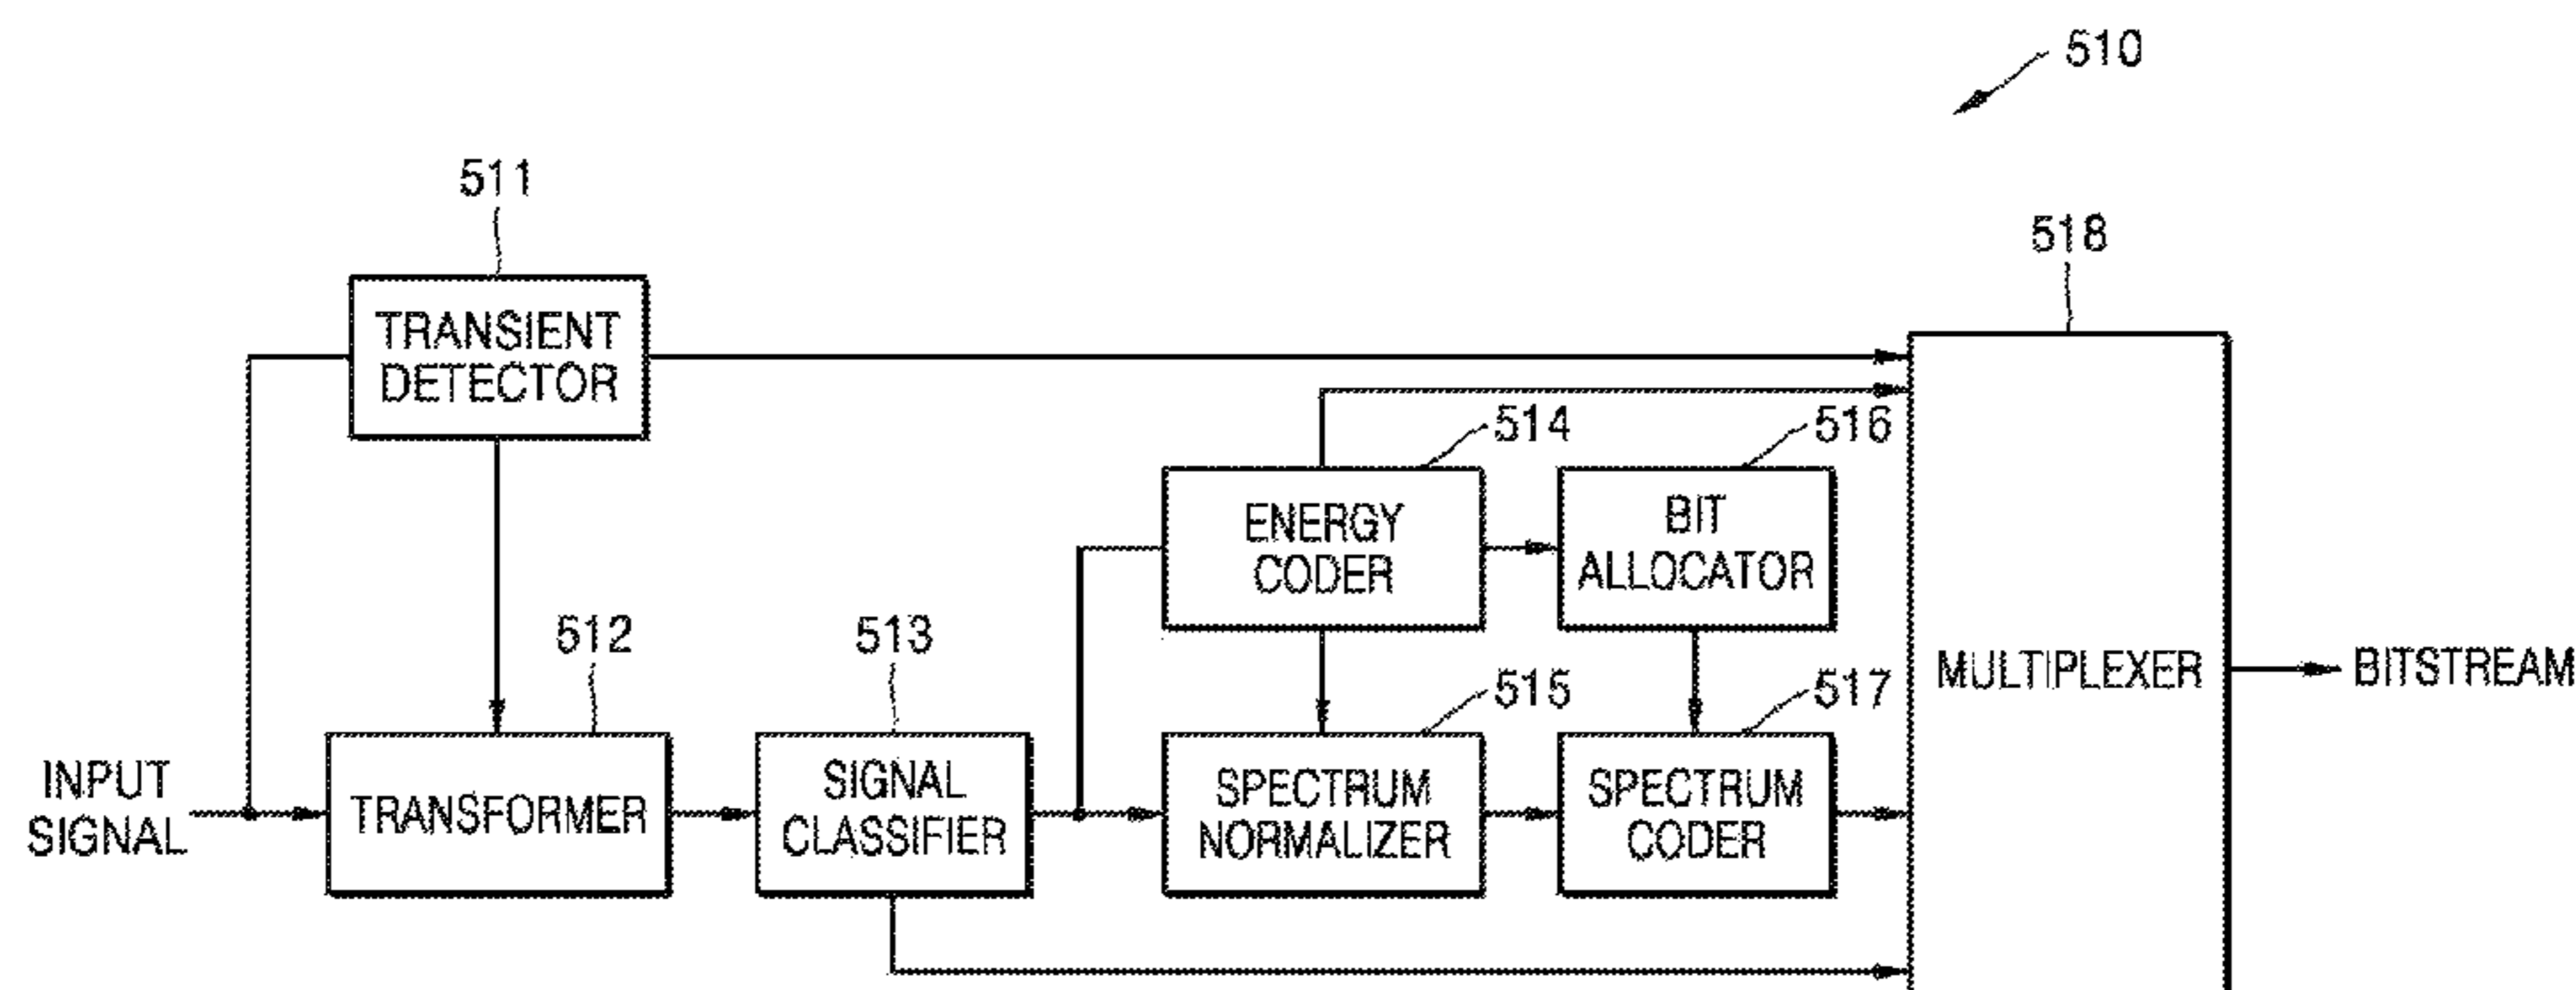 510
511
518
TRANSIENT
DETECTOR
514
516
ENERGY
CODER
BIT
ALLOCATOR
512
513
515
517
MULTIPLEXER
BITSTREAM
INPUT
SIGNAL
TRANSFORMER
SIGNAL
CLASSIFIER
SPECTRUM
NORMALIZER
SPECTRUM
CODER